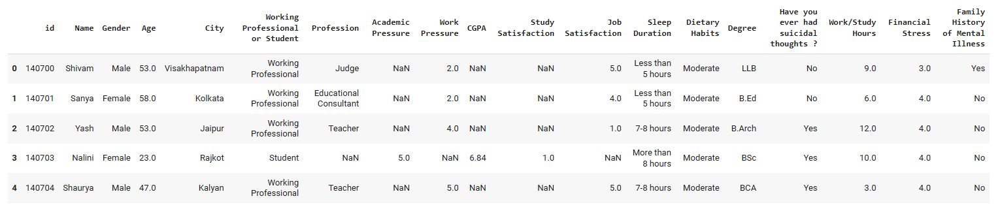 id Name Gender Age City Working Professional or Student Profession Academic Pressure Work Pressure CGPA Study Satisfaction Job Satisfaction Sleep Duration Dietary Habits Degree Have you ever had suicidal thoughts ? Work/Study Hours Financial Stress Family History of Mental Illness
0 140700 Shivam Male 53.0 Visakhapatnam Working Professional Judge NaN 2.0 NaN NaN 5.0 Less than 5 hours Moderate LLB No 9.0 3.0 Yes
1 140701 Sanya Female 58.0 Kolkata Working Professional Educational Consultant NaN 2.0 NaN NaN 4.0 Less than 5 hours Moderate B.Ed No 6.0 4.0 No
2 140702 Yash Male 53.0 Jaipur Working Professional Teacher NaN 4.0 NaN NaN 1.0 7-8 hours Moderate B.Arch Yes 12.0 4.0 No
3 140703 Nalini Female 23.0 Rajkot Student NaN 5.0 NaN 6.84 1.0 NaN More than 8 hours Moderate BSc Yes 10.0 4.0 No
4 140704 Shaurya Male 47.0 Kalyan Working Professional Teacher NaN 5.0 NaN NaN 5.0 7-8 hours Moderate BCA Yes 3.0 4.0 No